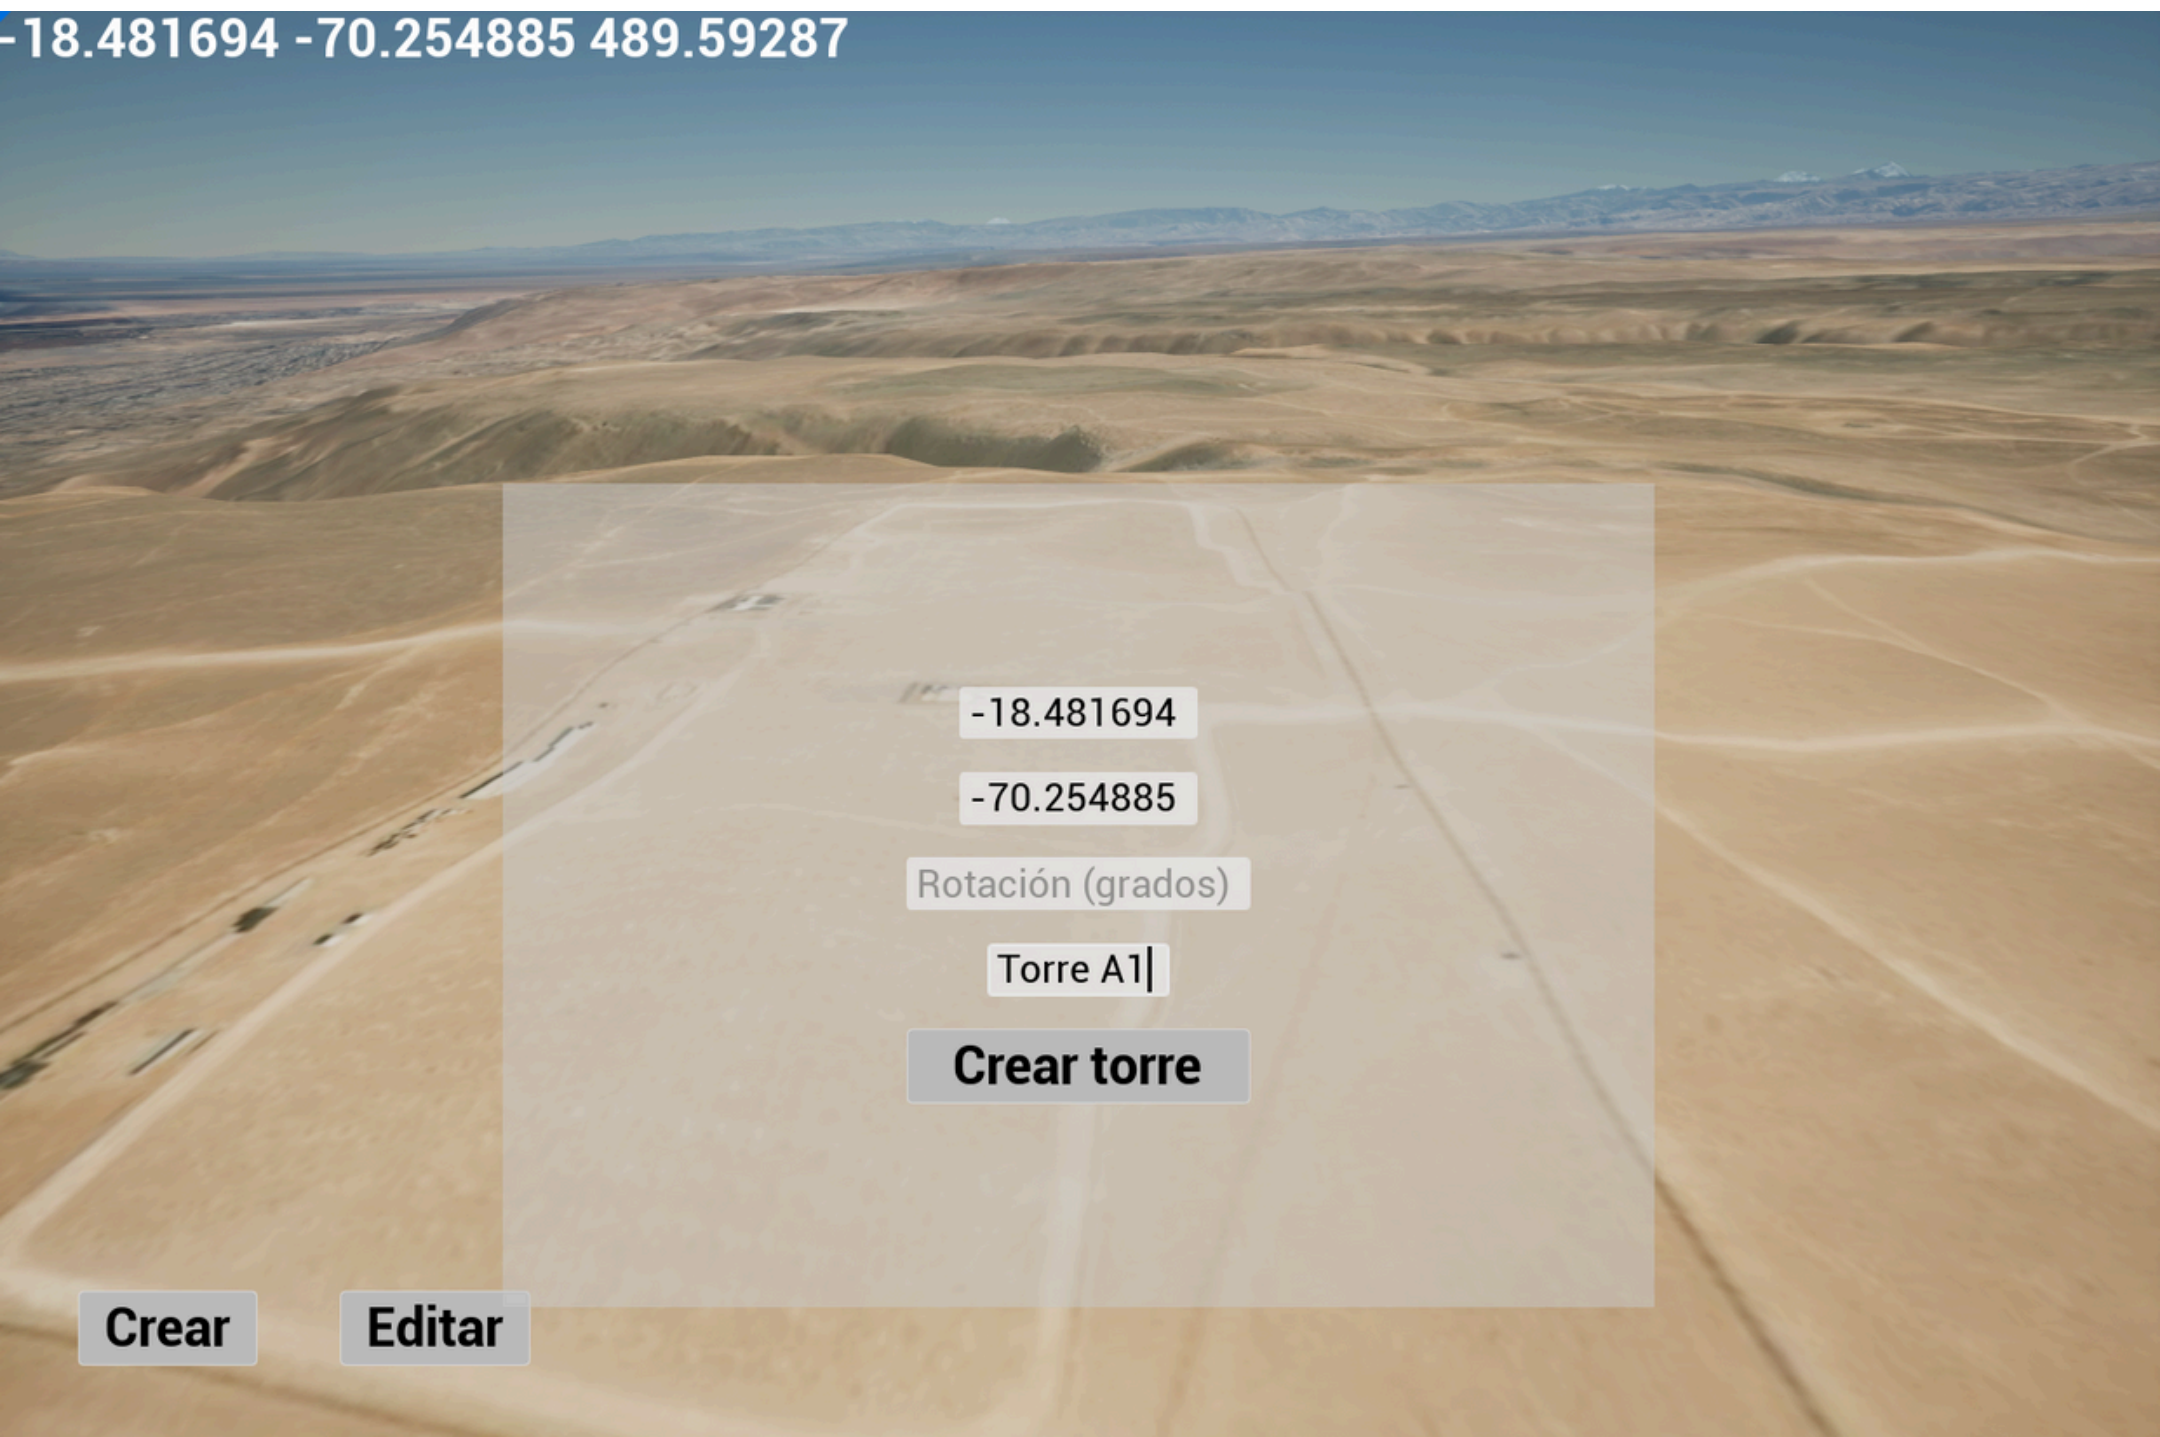 -18.481694 -70.254885 489.59287
-18.481694
-70.254885
Rotación (grados)
Torre A1
Crear torre
Crear
Editar